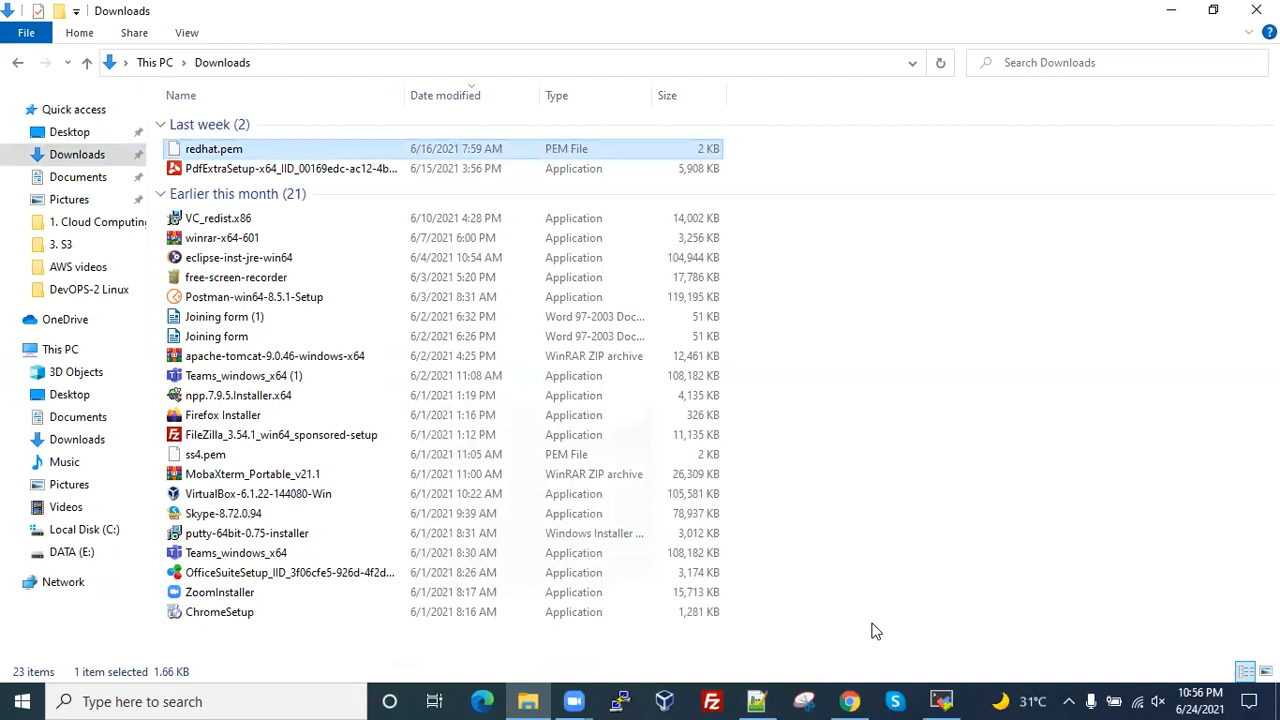 Downloads
File Home Share View
This PC > Downloads
Search Downloads
Name Date modified Type Size
Quick access
Desktop
Downloads
Documents
Pictures
1. Cloud Computing
3. S3
AWS videos
DevOPS-2 Linux
OneDrive
This PC
3D Objects
Desktop
Documents
Downloads
Music
Pictures
Videos
Local Disk (C:)
DATA (E:)
Network
Last week (2)
redhat.pem 6/16/2021 7:59 AM PEM File 2 KB
PdfExtraSetup-x64_IID_00169edc-ac12-4b... 6/15/2021 3:56 PM Application 5,908 KB
Earlier this month (21)
VC_redist.x86 6/10/2021 4:28 PM Application 14,002 KB
winrar-x64-601 6/7/2021 6:00 PM Application 3,256 KB
eclipse-inst-jre-win64 6/4/2021 10:54 AM Application 104,944 KB
free-screen-recorder 6/3/2021 5:20 PM Application 17,786 KB
Postman-win64-8.5.1-Setup 6/3/2021 8:31 AM Application 119,195 KB
Joining form (1) 6/2/2021 6:32 PM Word 97-2003 Doc... 51 KB
Joining form 6/2/2021 6:26 PM Word 97-2003 Doc... 51 KB
apache-tomcat-9.0.46-windows-x64 6/2/2021 4:25 PM WinRAR ZIP archive 12,461 KB
Teams_windows_x64 (1) 6/2/2021 11:08 AM Application 108,182 KB
npp.7.9.5.Installer.x64 6/1/2021 1:19 PM Application 4,135 KB
Firefox Installer 6/1/2021 1:16 PM Application 326 KB
FileZilla_3.54.1_win64_sponsored-setup 6/1/2021 1:12 PM Application 11,135 KB
ss4.pem 6/1/2021 11:05 AM PEM File 2 KB
MobaXterm_Portable_v21.1 6/1/2021 11:00 AM WinRAR ZIP archive 26,309 KB
VirtualBox-6.1.22-144080-Win 6/1/2021 10:22 AM Application 105,581 KB
Skype-8.72.0.94 6/1/2021 9:39 AM Application 78,937 KB
putty-64bit-0.75-installer 6/1/2021 8:31 AM Windows Installer ... 3,012 KB
Teams_windows_x64 6/1/2021 8:30 AM Application 108,182 KB
OfficeSuiteSetup_IID_3f06cfe5-926d-4f2d... 6/1/2021 8:26 AM Application 3,174 KB
ZoomInstaller 6/1/2021 8:17 AM Application 15,713 KB
ChromeSetup 6/1/2021 8:16 AM Application 1,281 KB
23 items 1 item selected 1.66 KB
Type here to search
31°C
10:56 PM
6/24/2021